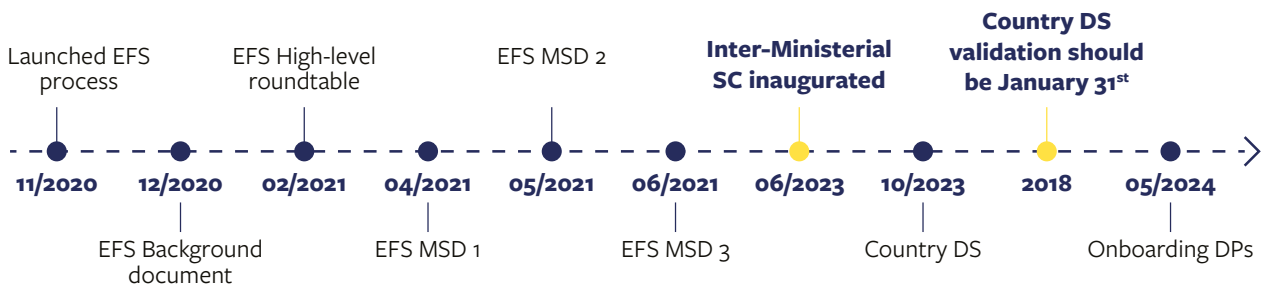 Launched EFS
process
EFS High-level
roundtable
EFS MSD 2
Inter-Ministerial
SC inaugurated
Country DS
validation should
be January 31st
11/2020
12/2020
02/2021
04/2021
05/2021
06/2021
06/2023
10/2023
2018
05/2024
EFS Background
document
EFS MSD 1
EFS MSD 3
Country DS
Onboarding DPs